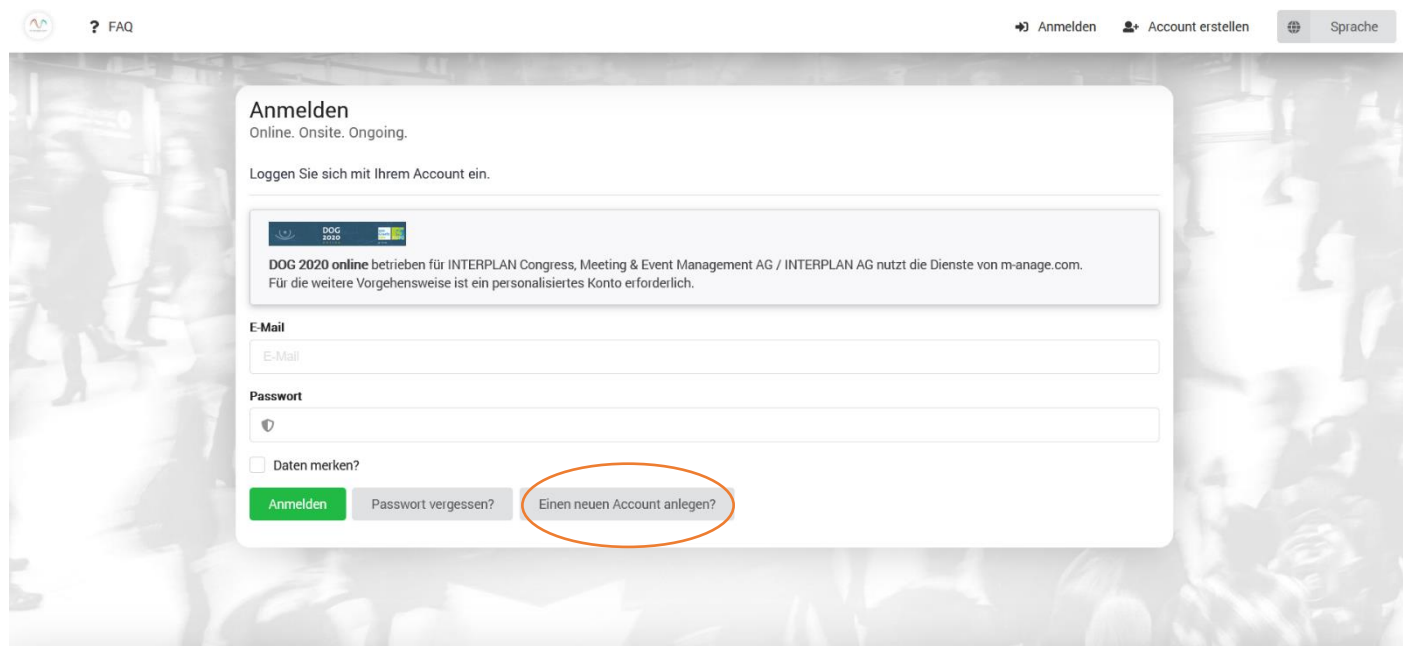 ? FAQ
Anmelden
Account erstellen
Sprache
Anmelden
Online. Onsite. Ongoing.
Loggen Sie sich mit Ihrem Account ein.
DOG
2020
DOG 2020 online betrieben für INTERPLAN Congress, Meeting & Event Management AG / INTERPLAN AG nutzt die Dienste von m-anage.com.
Für die weitere Vorgehensweise ist ein personalisiertes Konto erforderlich.
E-Mail
E-Mail
Passwort
Daten merken?
Anmelden
Passwort vergessen?
Einen neuen Account anlegen?